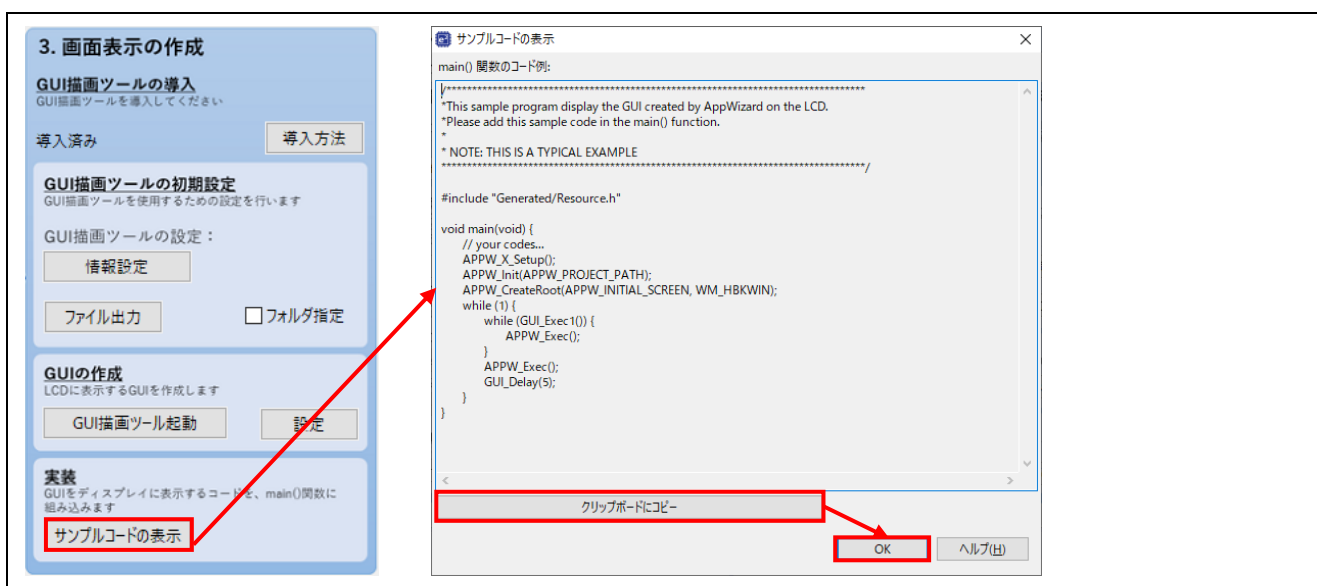 3. 画面表示の作成
GUI描画ツールの導入
GUI描画ツールを導入してください
導入済み
導入方法
GUI描画ツールの初期設定
GUI描画ツールを使用するための設定を行います
GUI描画ツールの設定：
情報設定
ファイル出力
フォルダ指定
GUIの作成
LCDに表示するGUIを作成します
GUI描画ツール起動
設定
実装
GUIをディスプレイに表示するコードを、main()関数に
組み込みます
サンプルコードの表示
サンプルコードの表示
main() 関数のコード例:
/***********************************************************************************
*This sample program display the GUI created by AppWizard on the LCD.
*Please add this sample code in the main() function.
*
* NOTE: THIS IS A TYPICAL EXAMPLE
***********************************************************************************/
#include "Generated/Resource.h"
void main(void) {
// your codes...
APPW_X_Setup();
APPW_Init(APPW_PROJECT_PATH);
APPW_CreateRoot(APPW_INITIAL_SCREEN, WM_HBKWIN);
while (1) {
while (GUI_Exec1()) {
APPW_Exec();
}
APPW_Exec();
GUI_Delay(5);
}
}
クリップボードにコピー
OK
ヘルプ(H)